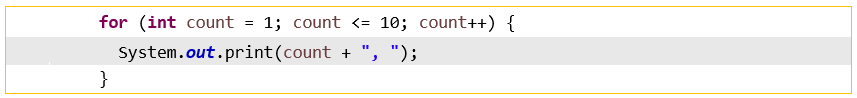 for (int count = 1; count <= 10; count++) {
  System.out.print(count + ", ");
}